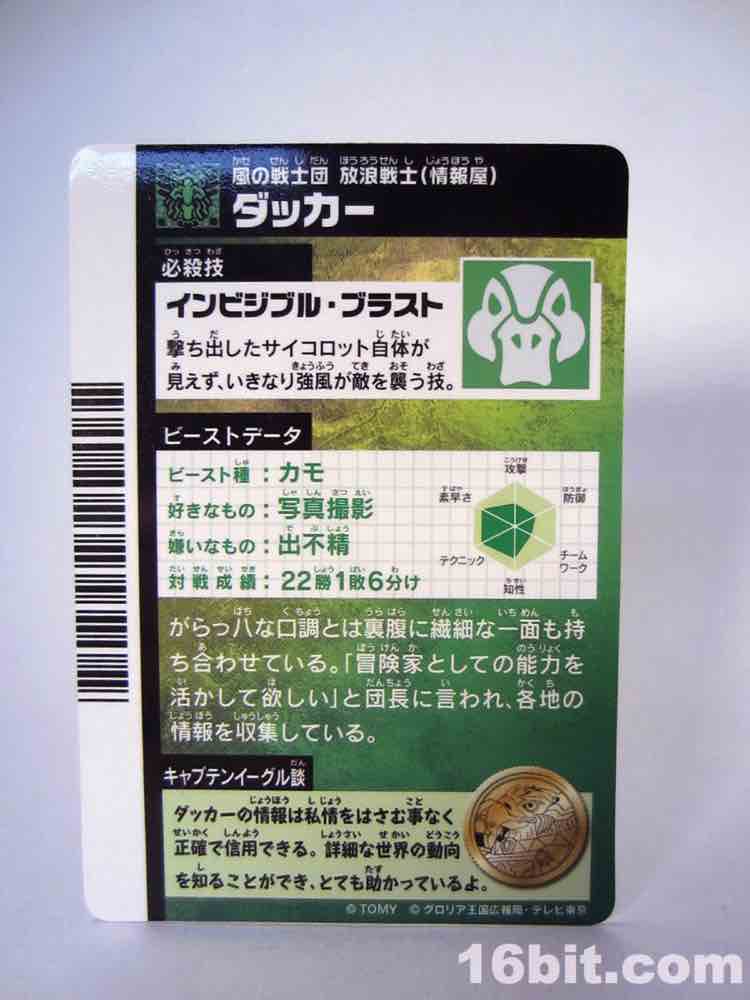 風の戦士団 放浪戦士(情報屋)
ダッカー
必殺技
インビジブル・ブラスト
撃ち出したサイコロット自体が
見えず、いきなり強風が敵を襲う技。
ビーストデータ
ビースト種：カモ
好きなもの：写真撮影
嫌いなもの：出不精
対戦成績：22勝1敗6分け
攻撃
素早さ
防御
テクニック
チーム
ワーク
知性
がらっ八な口調とは裏腹に繊細な一面も持
ち合わせている。「冒険家としての能力を
活かして欲しい」と団長に言われ、各地の
情報を収集している。
キャプテンイーグル談
ダッカーの情報は私情をはさむ事なく
正確で信用できる。詳細な世界の動向
を知ることができ、とても助かっているよ。
© TOMY © グロリア王国広報局・テレビ東京
16bit.com